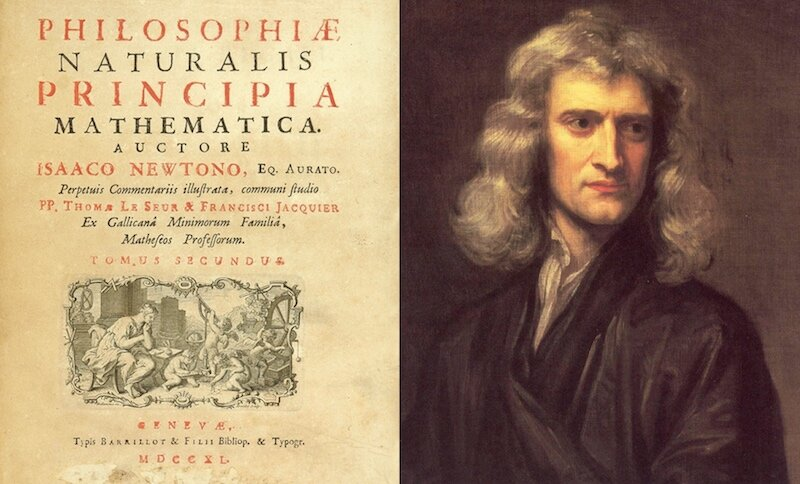 PHILOSOPHIÆ
NATURALIS
PRINCIPIA
MATHEMATICA.
AUCTORE
ISAACO NEWTONO, EQ. AURATO.
Perpetuis Commentariis illuſtrata, communi ſtudio
PP. THOMÆ LE SEUR & FRANCISCI JACQUIER
Ex Gallicanâ Minimorum Familiâ,
Matheſeos Profeſſorum.
TOMUS SECUNDUS
GENEVÆ,
Typis BARRILLOT & FILII Bibliop. & Typogr.
MDCCXL.